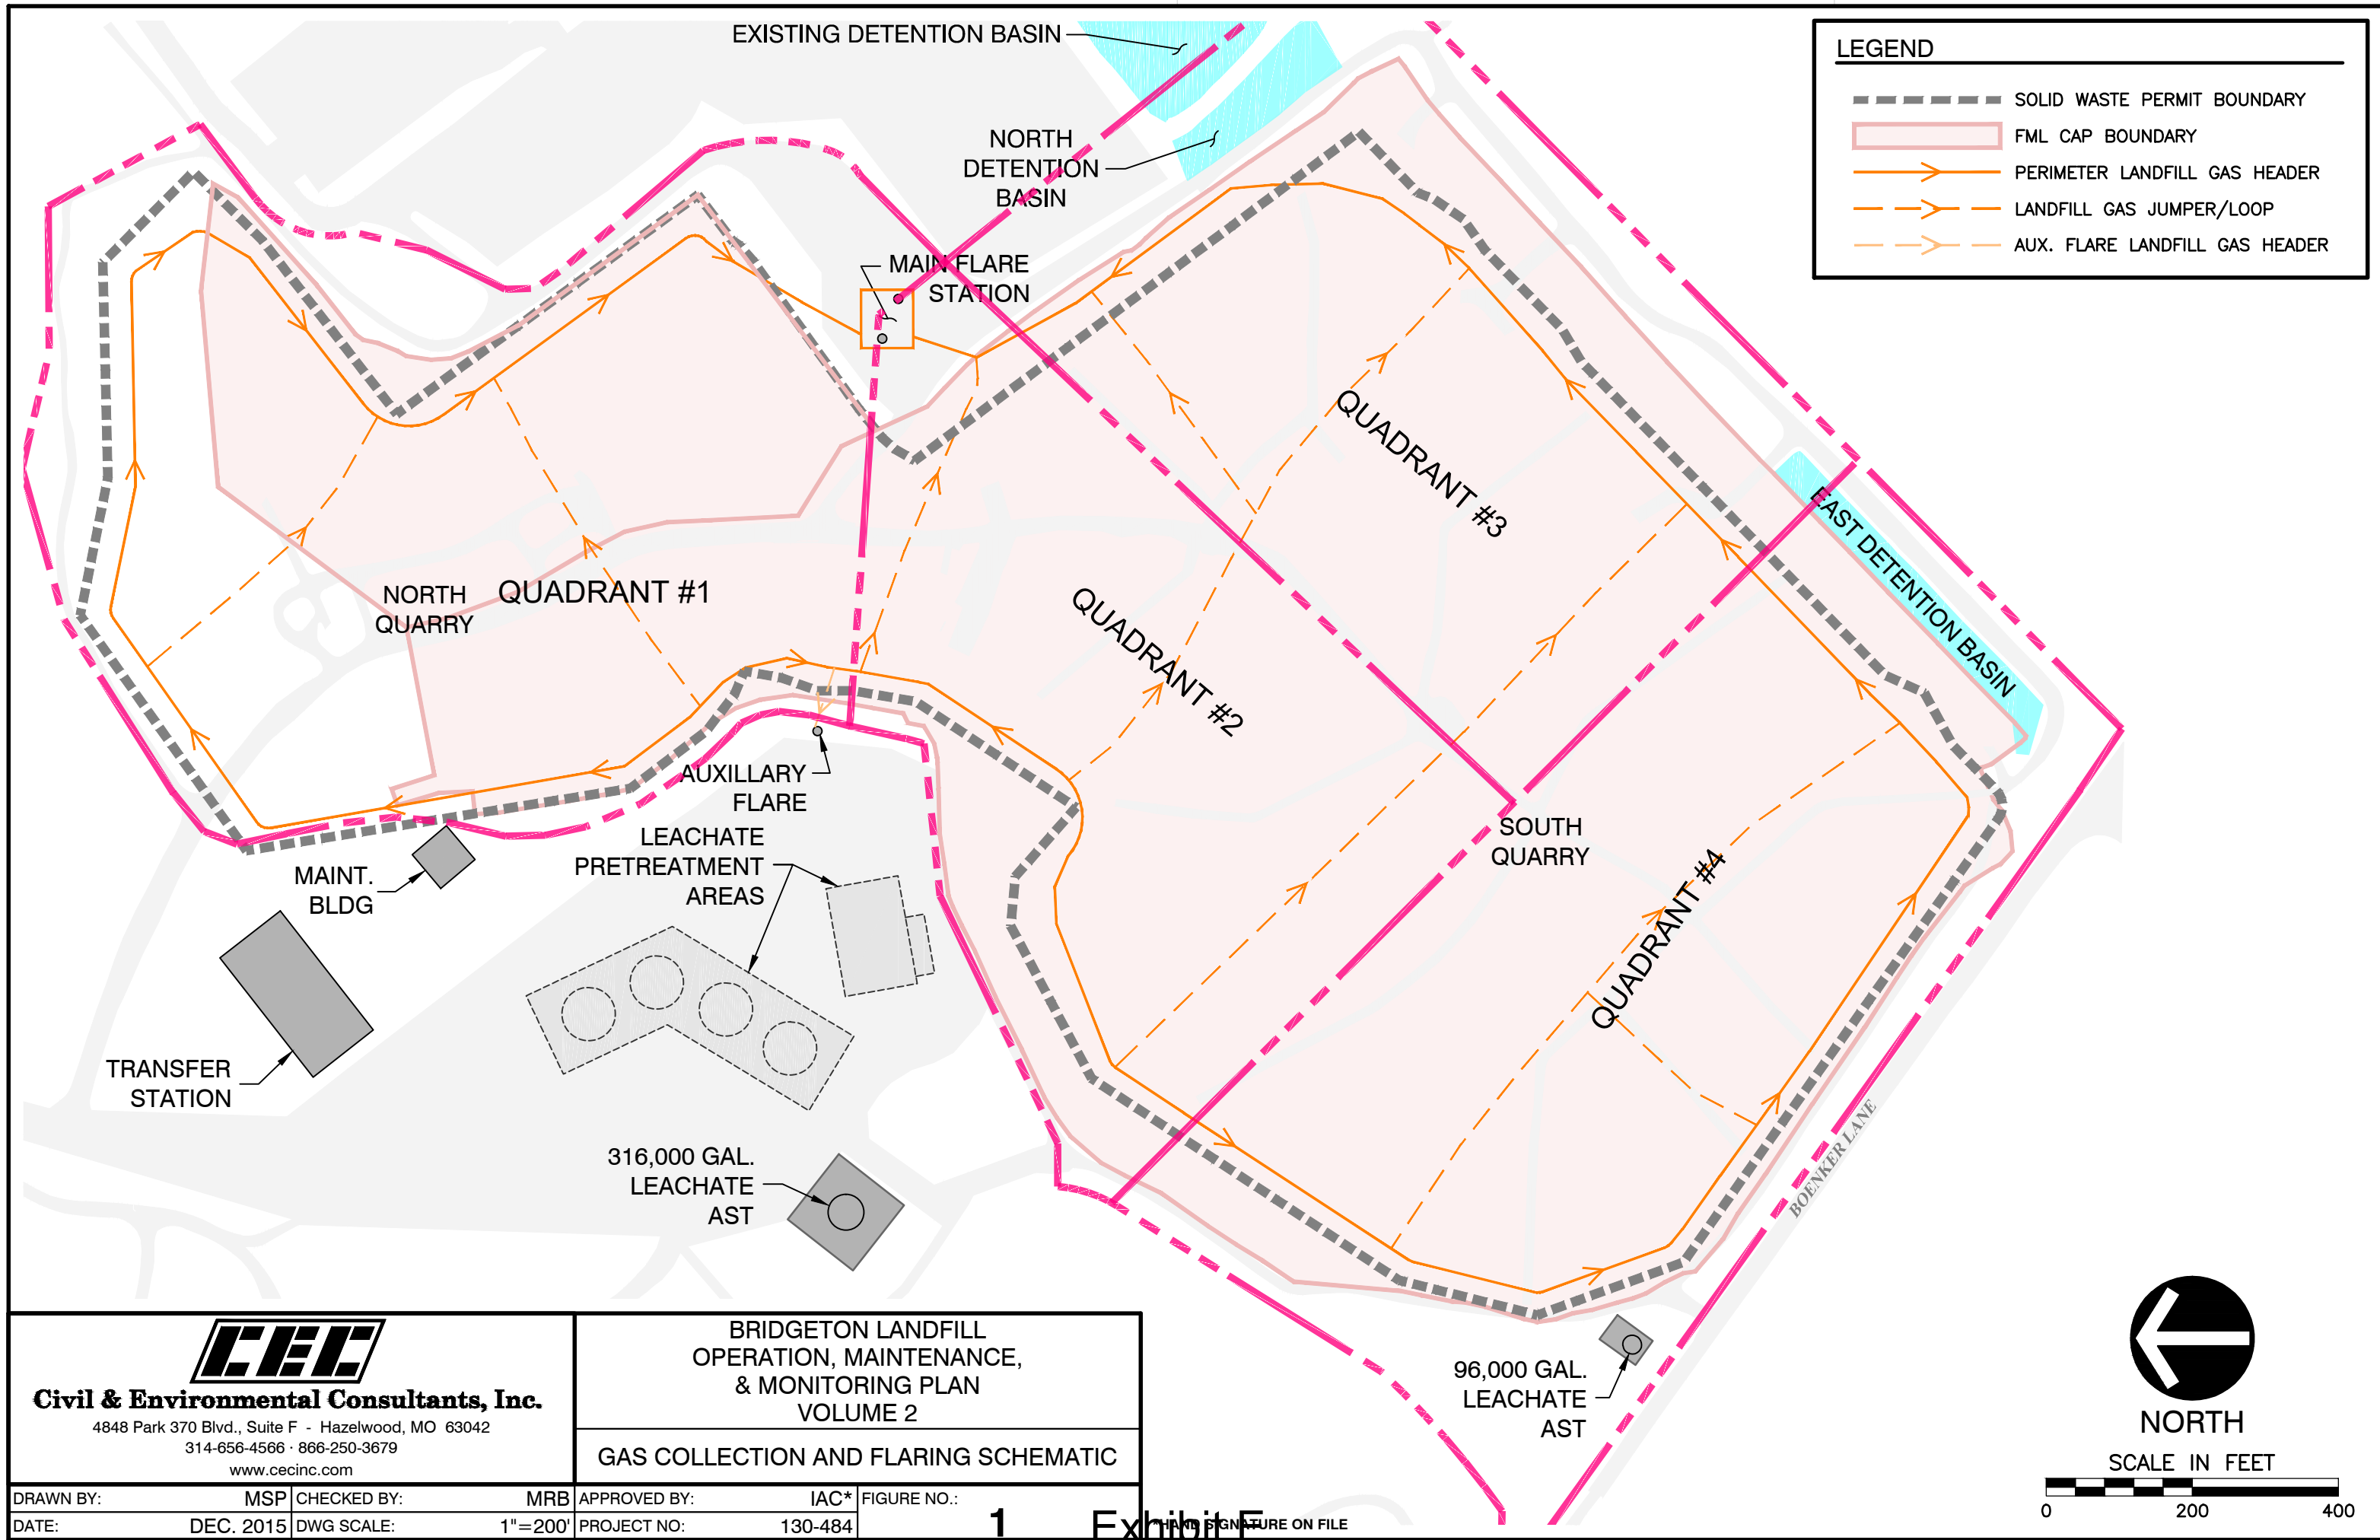 EXISTING DETENTION BASIN
NORTH
DETENTION
BASIN
MAIN FLARE
STATION
LEGEND
SOLID WASTE PERMIT BOUNDARY
FML CAP BOUNDARY
PERIMETER LANDFILL GAS HEADER
LANDFILL GAS JUMPER/LOOP
AUX. FLARE LANDFILL GAS HEADER
QUADRANT #3
EAST DETENTION BASIN
NORTH
QUARRY
QUADRANT #1
QUADRANT #2
AUXILLARY
FLARE
LEACHATE
PRETREATMENT
AREAS
SOUTH
QUARRY
QUADRANT #4
MAINT.
BLDG
TRANSFER
STATION
316,000 GAL.
LEACHATE
AST
BOENKER LANE
96,000 GAL.
LEACHATE
AST
NORTH
SCALE IN FEET
0 200 400
CEC
Civil & Environmental Consultants, Inc.
4848 Park 370 Blvd., Suite F - Hazelwood, MO 63042
314-656-4566 · 866-250-3679
www.cecinc.com
BRIDGETON LANDFILL
OPERATION, MAINTENANCE,
& MONITORING PLAN
VOLUME 2
GAS COLLECTION AND FLARING SCHEMATIC
DRAWN BY: MSP CHECKED BY: MRB APPROVED BY: IAC* FIGURE NO.:
DATE: DEC. 2015 DWG SCALE: 1"=200' PROJECT NO: 130-484 1
Exhibit E
*HAND SIGNATURE ON FILE